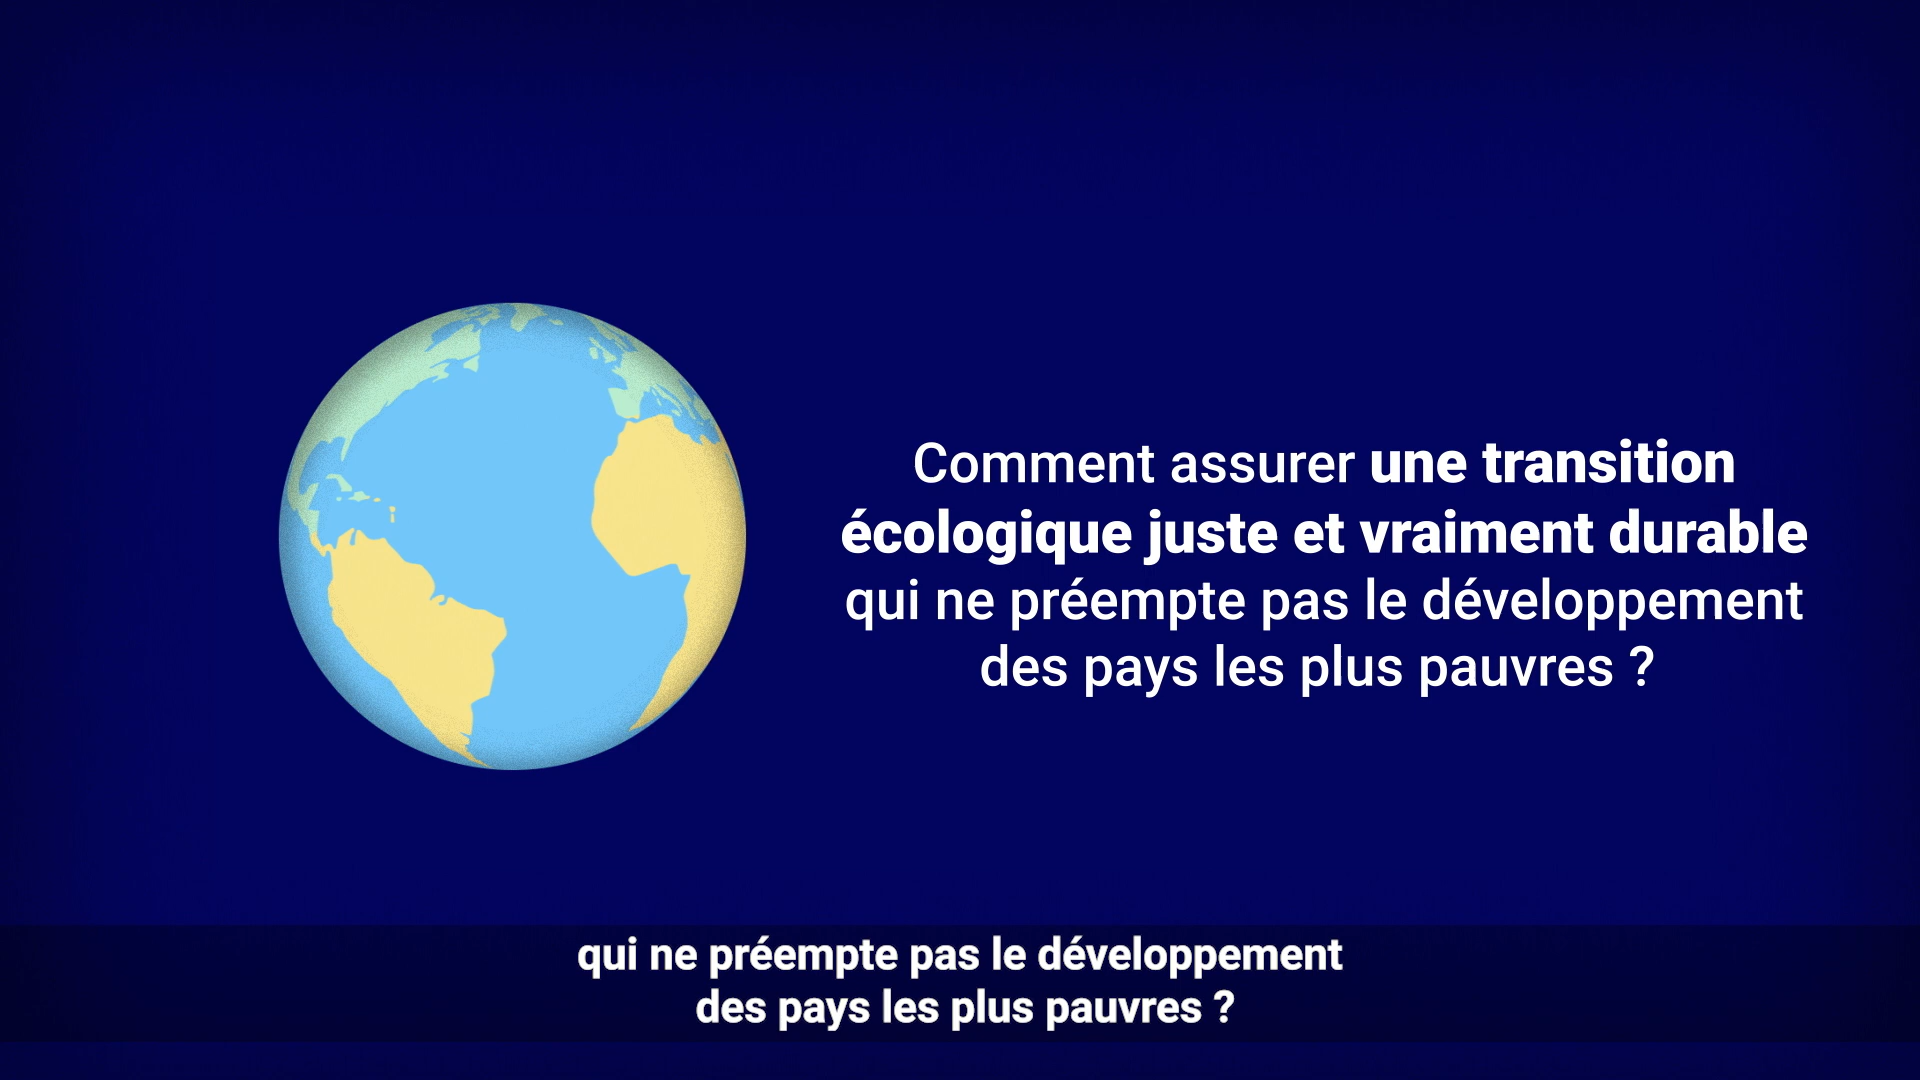 Comment assurer une transition
écologique juste et vraiment durable
qui ne préempte pas le développement
des pays les plus pauvres ?
qui ne préempte pas le développement
des pays les plus pauvres ?